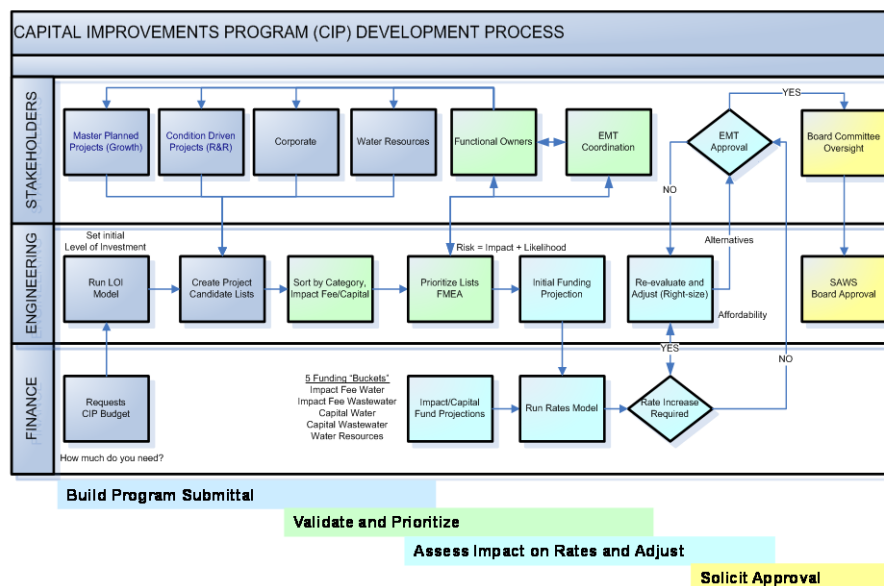 CAPITAL IMPROVEMENTS PROGRAM (CIP) DEVELOPMENT PROCESS
STAKEHOLDERS
Master Planned
Projects (Growth)
Condition Driven
Projects (R&R)
Corporate
Water Resources
Functional Owners
EMT
Coordination
EMT
Approval
YES
Board Committee
Oversight
NO
ENGINEERING
Set initial
Level of Investment
Run LOI
Model
Create Project
Candidate Lists
Sort by Category,
Impact Fee/Capital
Risk = Impact + Likelihood
Prioritize Lists
FMEA
Initial Funding
Projection
Re-evaluate and
Adjust (Right-size)
Alternatives
Affordability
SAWS
Board Approval
FINANCE
Requests
CIP Budget
How much do you need?
5 Funding "Buckets"
Impact Fee Water
Impact Fee Wastewater
Capital Water
Capital Wastewater
Water Resources
Impact/Capital
Fund Projections
Run Rates Model
YES
Rate Increase
Required
NO
Build Program Submittal
Validate and Prioritize
Assess Impact on Rates and Adjust
Solicit Approval